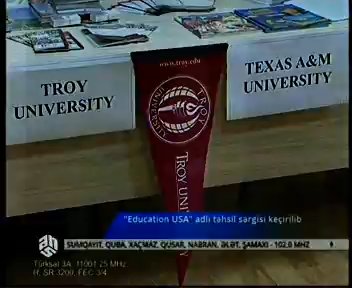 www.troy.edu
TROY
UNIVERSITY
TEXAS A&M
UNIVERSITY
TROY
UNIVERSITY
TROY UNI
"Education USA" adlı təhsil sərgisi keçirilib
SUMQAYIT, QUBA, XAÇMAZ, QUSAR, NABRAN, ƏLƏT, ŞAMAXI - 102.0 MHZ
Türksat 3A 11001.25 MHz
H, SR 3200, FEC 3/4